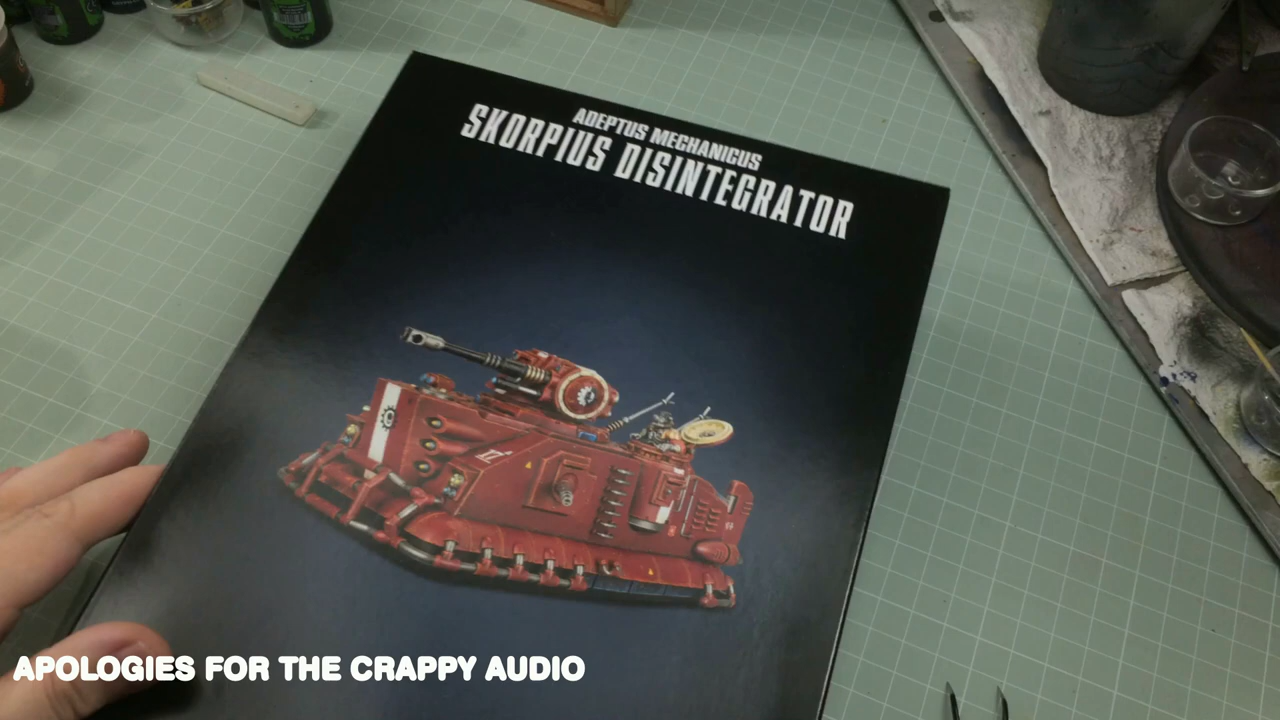 ADEPTUS MECHANICUS
SKORPIUS DISINTEGRATOR
APOLOGIES FOR THE CRAPPY AUDIO